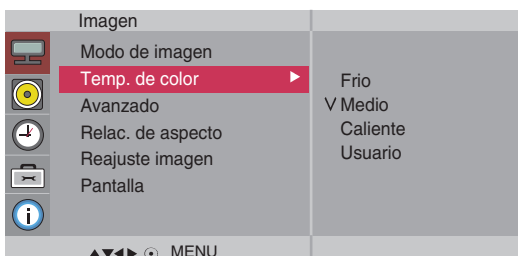 Imagen
Modo de imagen
Temp. de color
Avanzado
Relac. de aspecto
Reajuste imagen
Pantalla
Frio
Medio
Caliente
Usuario
MENU